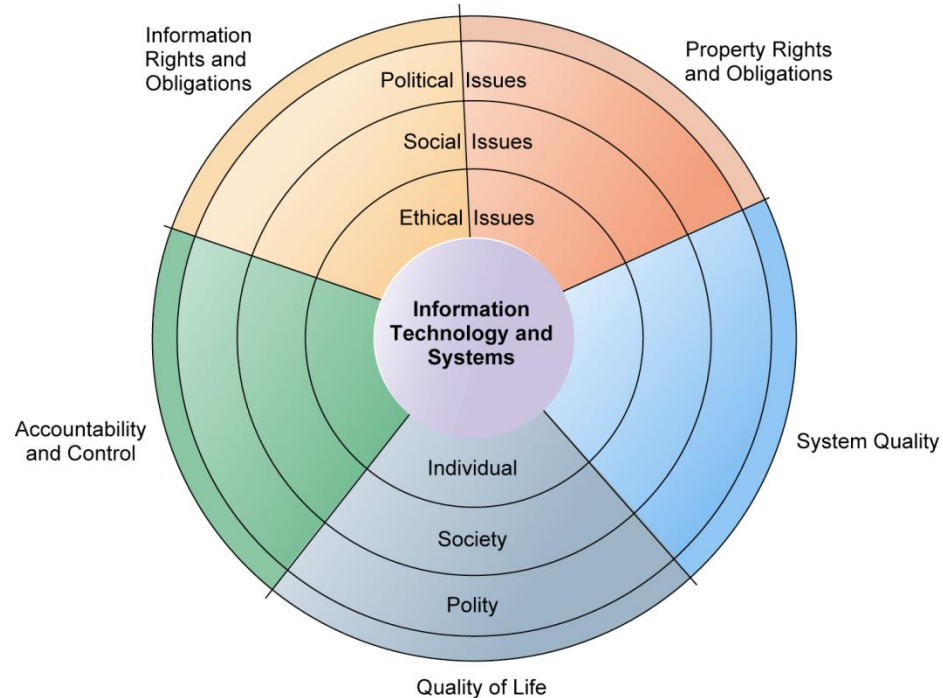 Information
Rights and
Obligations
Property Rights
and Obligations
Political Issues
Social Issues
Ethical Issues
Information
Technology and
Systems
Accountability
and Control
System Quality
Individual
Society
Polity
Quality of Life